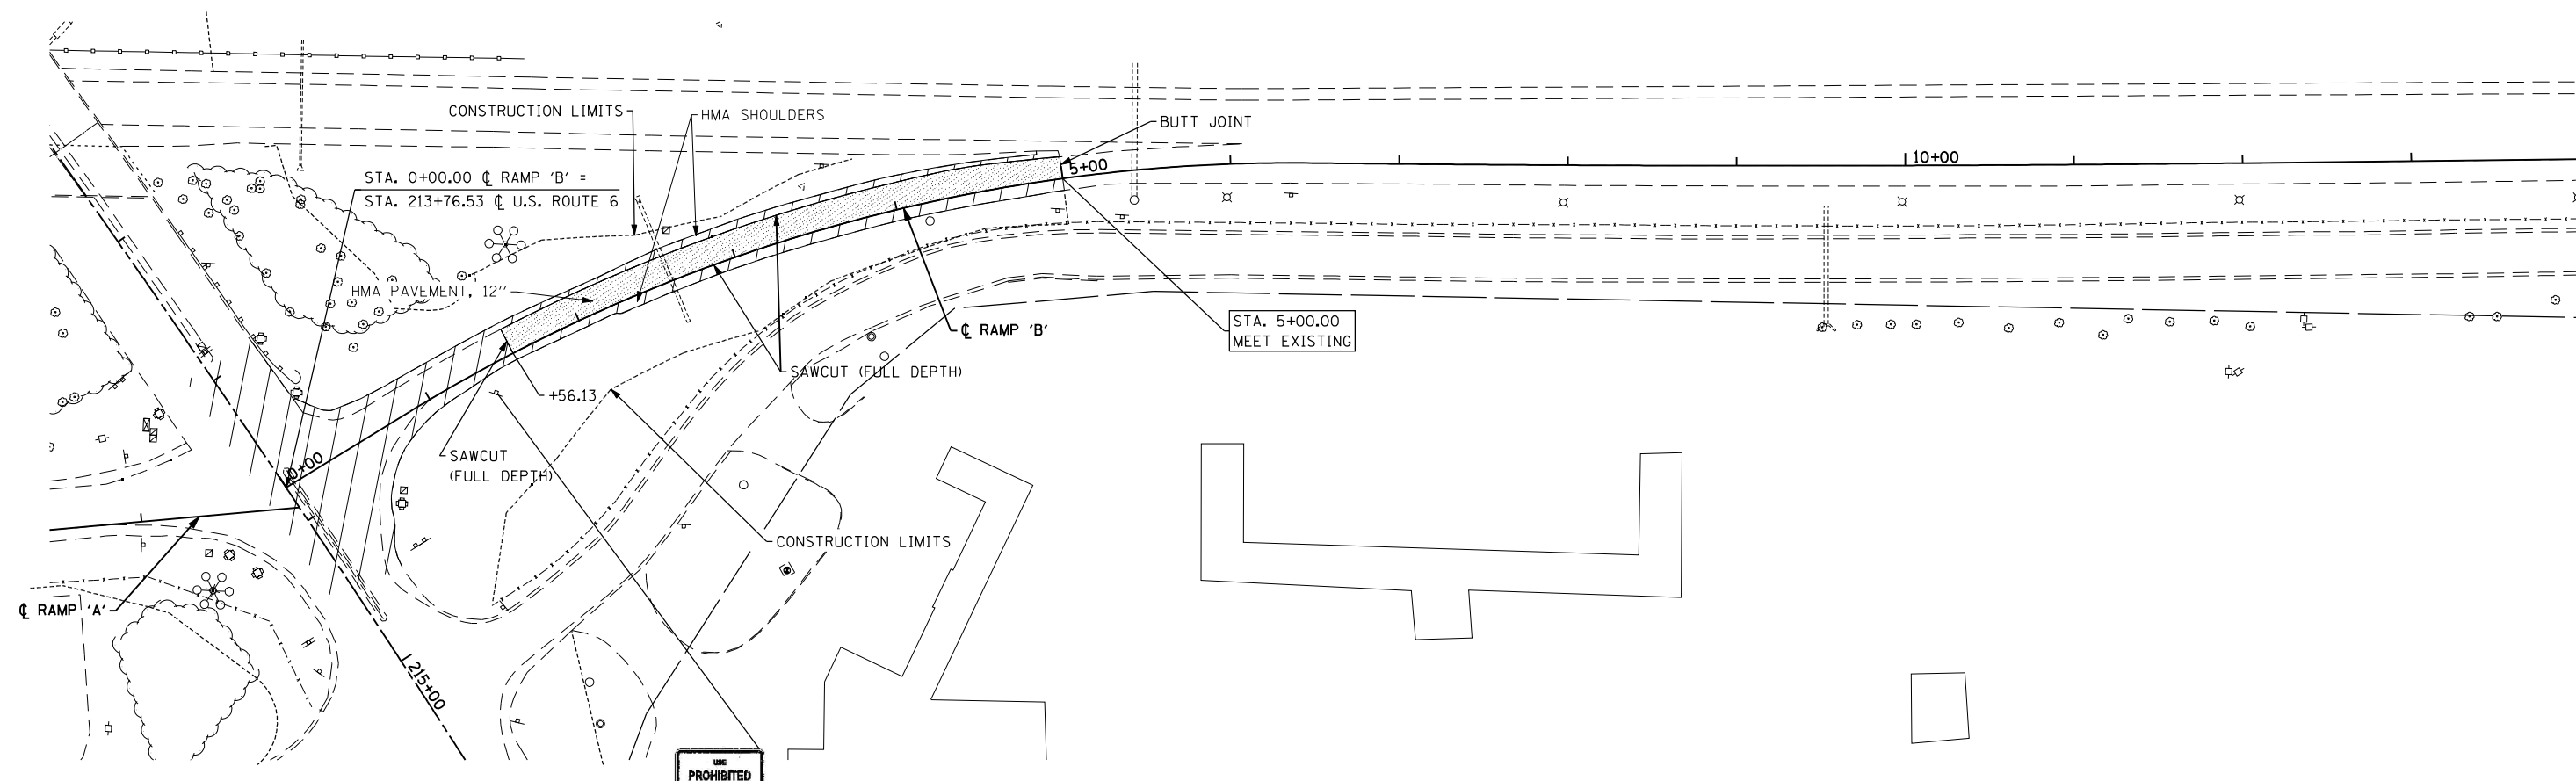 CONSTRUCTION LIMITS
HMA SHOULDERS
BUTT JOINT
5+00
10+00
STA. 0+00.00 ℄ RAMP 'B' =
STA. 213+76.53 ℄ U.S. ROUTE 6
HMA PAVEMENT, 12"
℄ RAMP 'B'
STA. 5+00.00
MEET EXISTING
SAWCUT (FULL DEPTH)
+56.13
SAWCUT
(FULL DEPTH)
0+00
CONSTRUCTION LIMITS
℄ RAMP 'A'
215+00
USE
PROHIBITED